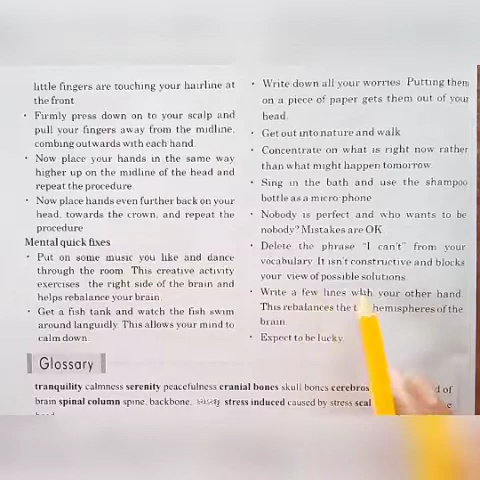 little fingers are touching your hairline at
the front
• Firmly press down on to your scalp and
pull your fingers away from the midline,
combing outwards with each hand.
• Now place your hands in the same way
higher up on the midline of the head and
repeat the procedure.
• Now place hands even further back on your
head, towards the crown, and repeat the
procedure
Mental quick fixes
• Put on some music you like and dance
through the room. This creative activity
exercises the right side of the brain and
helps rebalance your brain.
• Get a fish tank and watch the fish swim
around languidly. This allows your mind to
calm down.
• Write down all your worries. Putting them
on a piece of paper gets them out of your
head.
• Get out into nature and walk
• Concentrate on what is right now rather
than what might happen tomorrow.
• Sing in the bath and use the shampoo
bottle as a micro-phone
• Nobody is perfect and who wants to be
nobody? Mistakes are OK.
• Delete the phrase "I can't" from your
vocabulary. It isn't constructive and blocks
your view of possible solutions.
• Write a few lines with your other hand.
This rebalances the hemispheres of the
brain.
• Expect to be lucky.
Glossary
tranquility calmness serenity peacefulness cranial bones skull bones of
brain spinal column spine, backbone, stress induced caused by stress